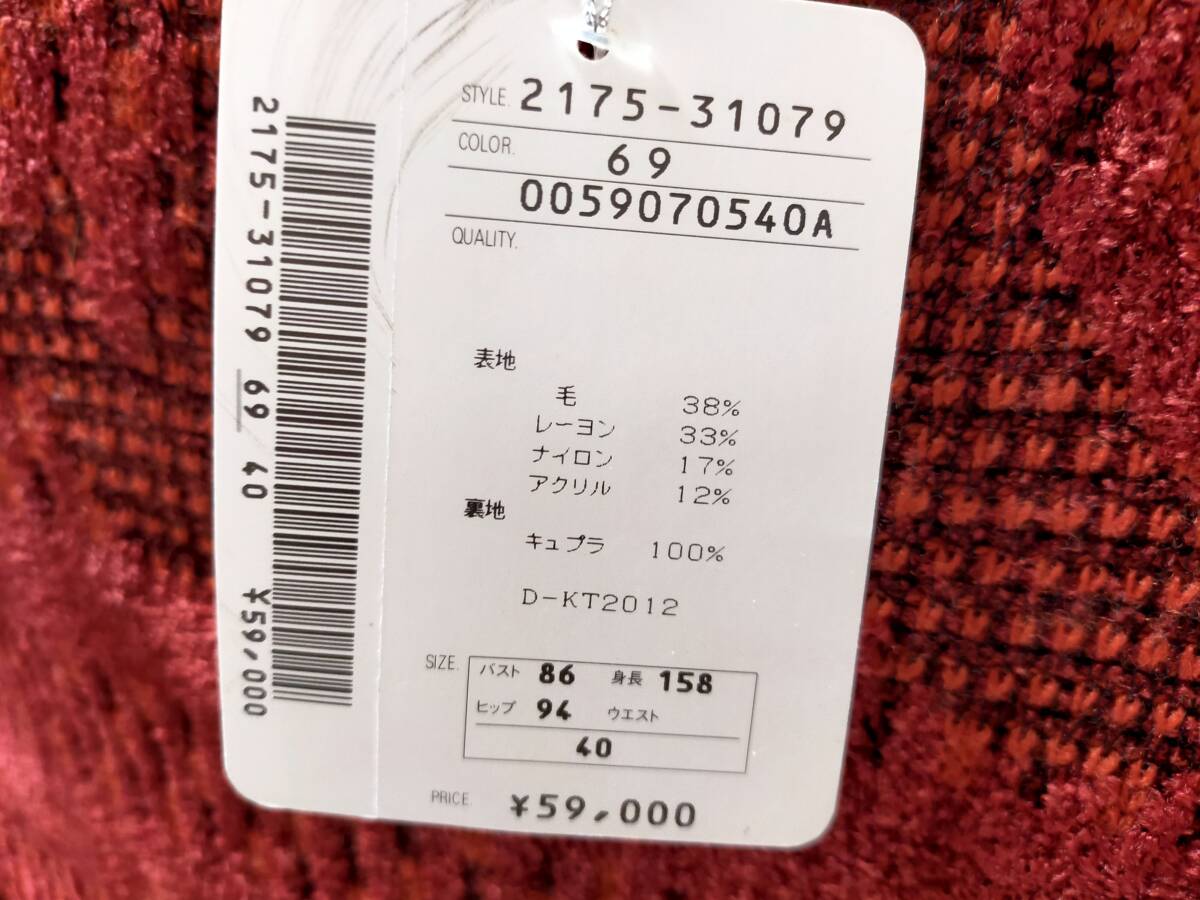 2175-31079 69 40 ¥59,000
STYLE. 2175-31079
COLOR. 69
0059070540A
QUALITY.
表地
毛 38%
レーヨン 33%
ナイロン 17%
アクリル 12%
裏地
キュプラ 100%
D-KT2012
SIZE. バスト 86 身長 158
ヒップ 94 ウエスト
40
PRICE. ¥59,000